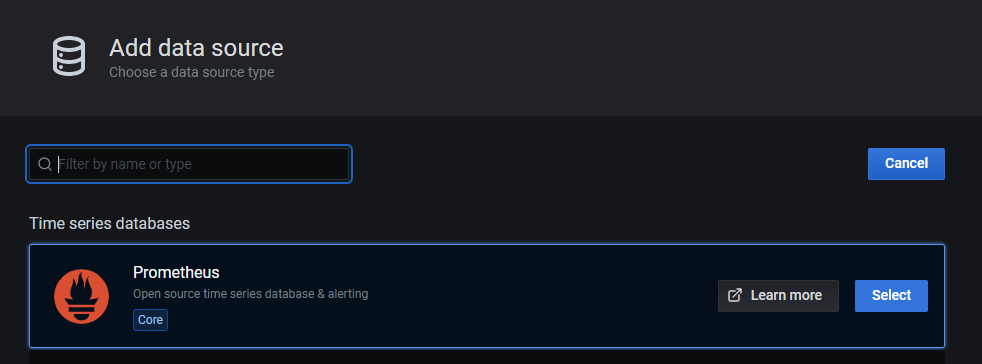 Add data source
Choose a data source type
Filter by name or type
Cancel
Time series databases
Prometheus
Open source time series database & alerting
Core
Learn more
Select